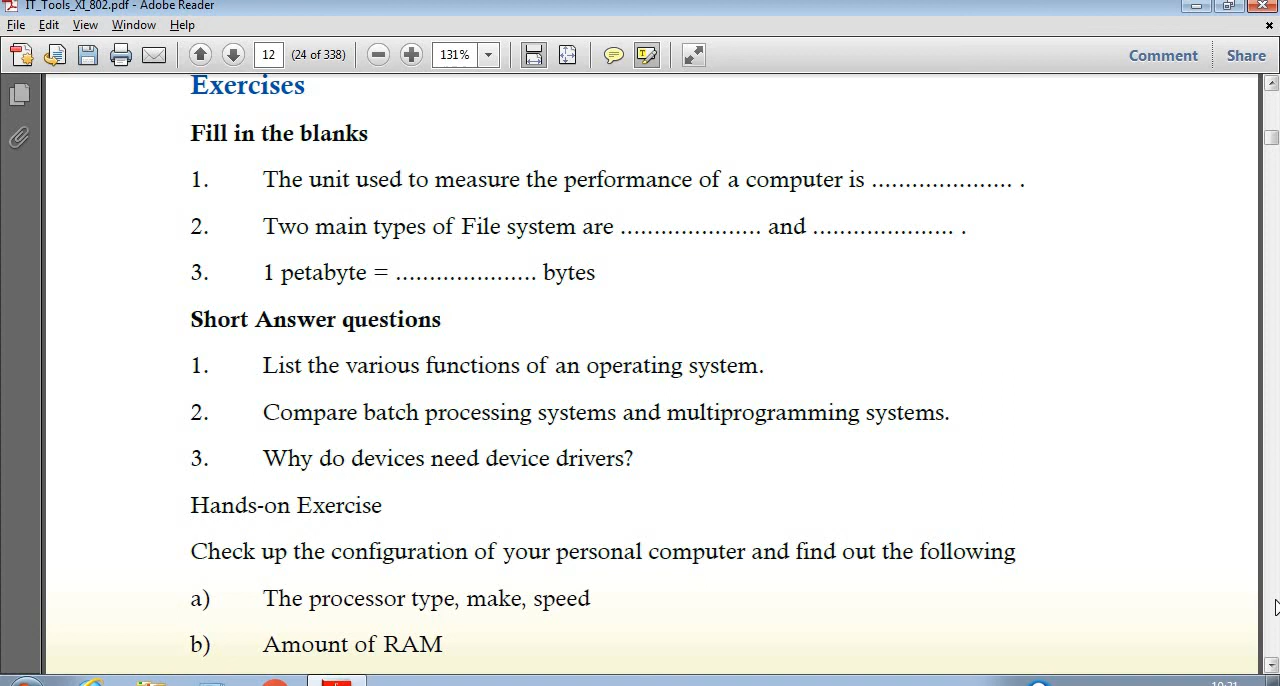 IT_Tools_XI_802.pdf - Adobe Reader
File Edit View Window Help
12 (24 of 338) 131% Comment Share
Exercises
Fill in the blanks
1. The unit used to measure the performance of a computer is ..................... .
2. Two main types of File system are ..................... and ..................... .
3. 1 petabyte = ..................... bytes
Short Answer questions
1. List the various functions of an operating system.
2. Compare batch processing systems and multiprogramming systems.
3. Why do devices need device drivers?
Hands-on Exercise
Check up the configuration of your personal computer and find out the following
a) The processor type, make, speed
b) Amount of RAM